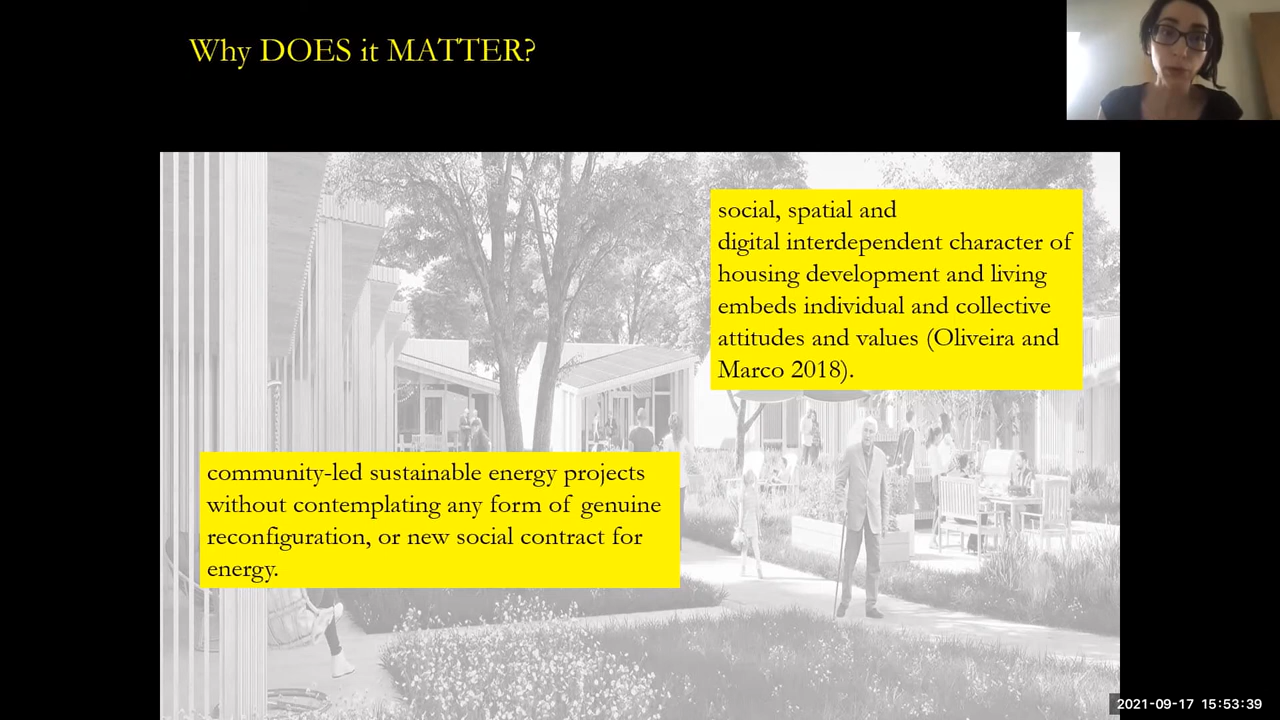 Why DOES it MATTER?
social, spatial and
digital interdependent character of
housing development and living
embeds individual and collective
attitudes and values (Oliveira and
Marco 2018).
community-led sustainable energy projects
without contemplating any form of genuine
reconfiguration, or new social contract for
energy.
2021-09-17 15:53:39